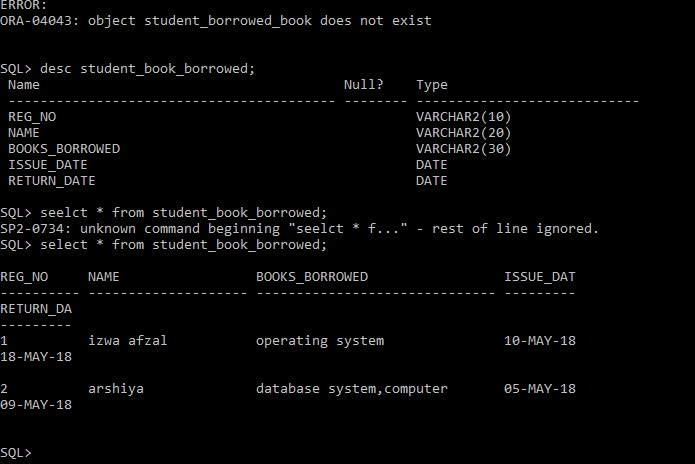 ERROR:
ORA-04043: object student_borrowed_book does not exist
SQL> desc student_book_borrowed;
Name Null? Type
----------------------------------------- -------- ----------------------------
REG_NO VARCHAR2(10)
NAME VARCHAR2(20)
BOOKS_BORROWED VARCHAR2(30)
ISSUE_DATE DATE
RETURN_DATE DATE
SQL> seelct * from student_book_borrowed;
SP2-0734: unknown command beginning "seelct * f..." - rest of line ignored.
SQL> select * from student_book_borrowed;
REG_NO NAME BOOKS_BORROWED ISSUE_DAT
---------- -------------------- ------------------------------ ---------
RETURN_DA
---------
1 izwa afzal operating system 10-MAY-18
18-MAY-18
2 arshiya database system,computer 05-MAY-18
09-MAY-18
SQL>